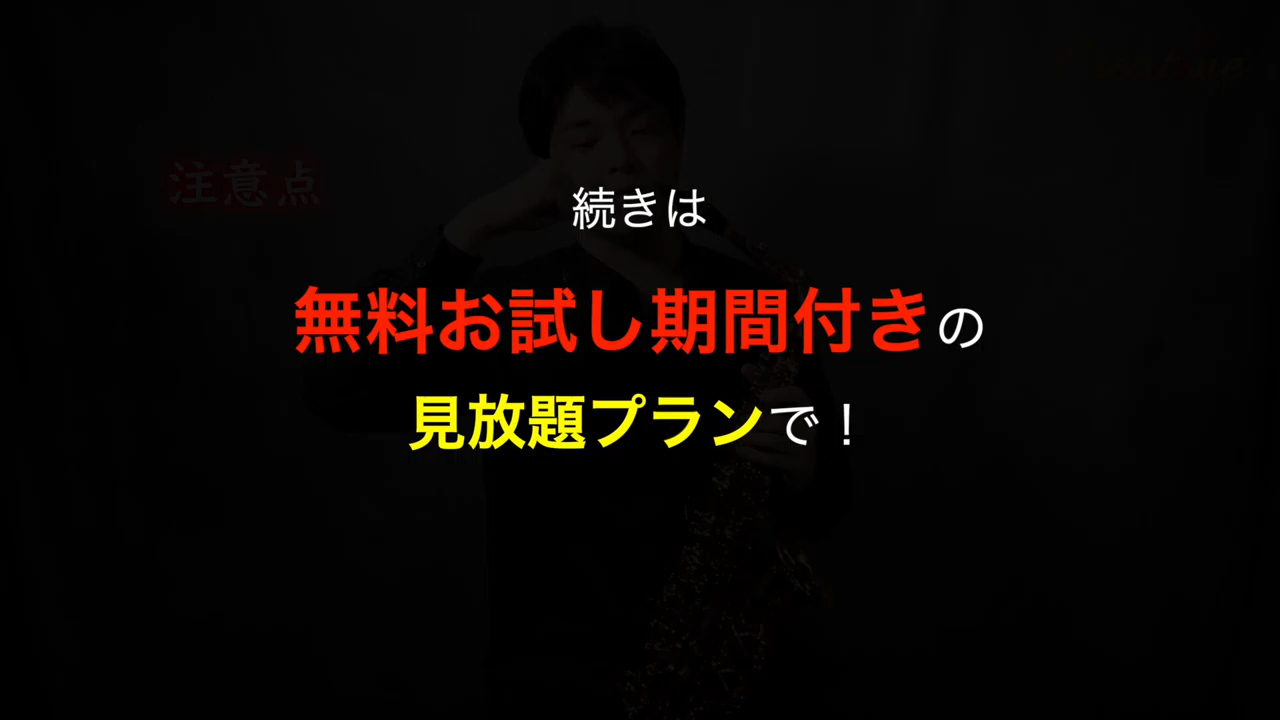 注意点
続きは
無料お試し期間付きの
見放題プランで！